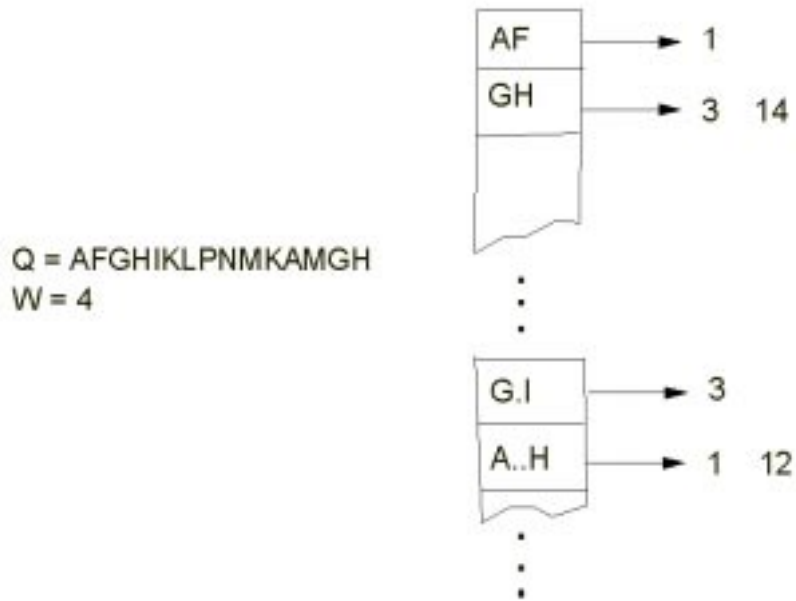 AF 1
GH 3 14
Q = AFGHIKLPNMKAMGH
W = 4
G.I 3
A..H 1 12